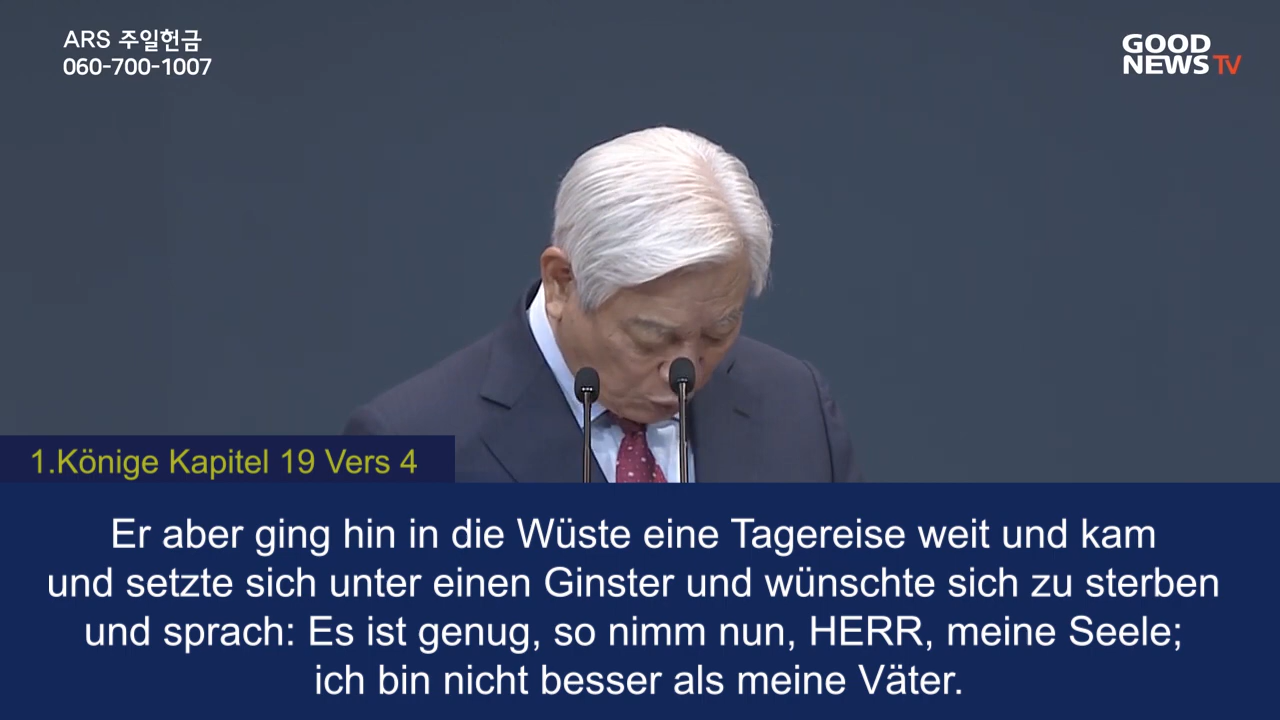 ARS 주일헌금
060-700-1007
GOOD
NEWS TV
1.Könige Kapitel 19 Vers 4
Er aber ging hin in die Wüste eine Tagereise weit und kam
und setzte sich unter einen Ginster und wünschte sich zu sterben
und sprach: Es ist genug, so nimm nun, HERR, meine Seele;
ich bin nicht besser als meine Väter.